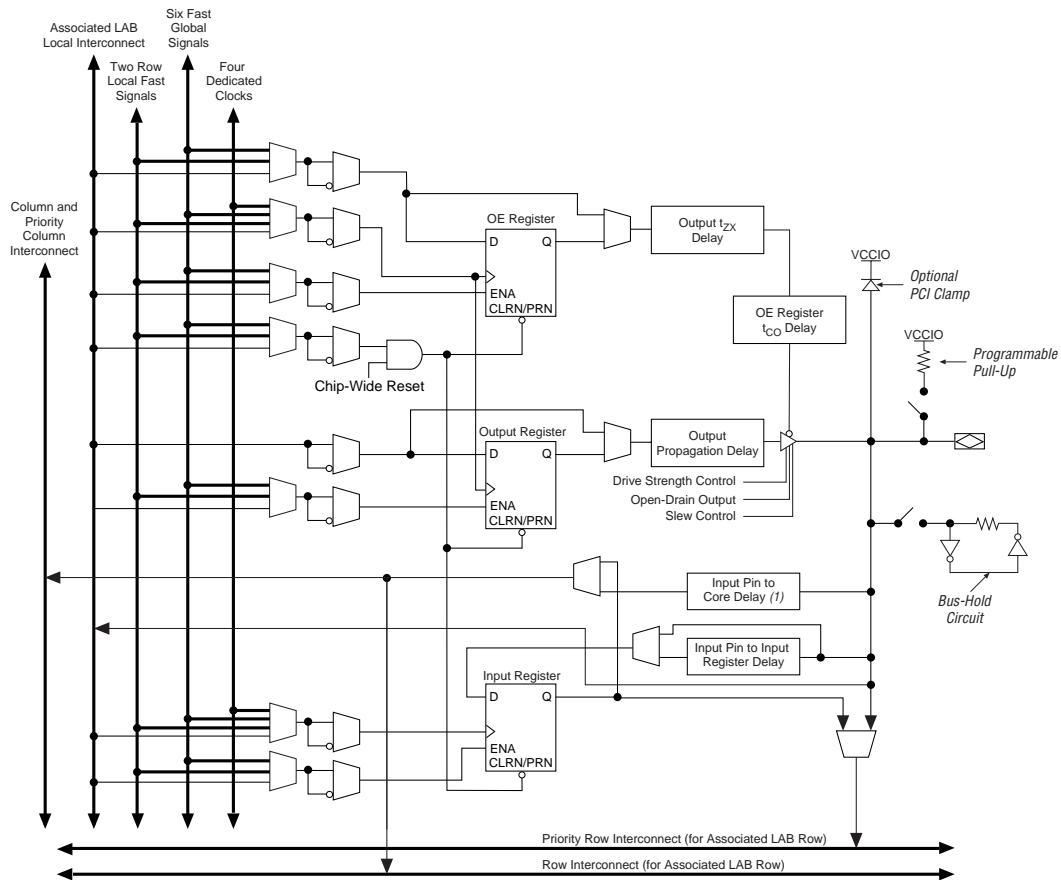 Six Fast
Global
Signals
Associated LAB
Local Interconnect
Two Row
Local Fast
Signals
Four
Dedicated
Clocks
Column and
Priority
Column
Interconnect
OE Register
D
Q
ENA
CLRN/PRN
Output tZX
Delay
OE Register
tCO Delay
VCCIO
Optional
PCI Clamp
VCCIO
Programmable
Pull-Up
Chip-Wide Reset
Output Register
D
Q
ENA
CLRN/PRN
Output
Propagation Delay
Drive Strength Control
Open-Drain Output
Slew Control
Input Pin to
Core Delay (1)
Bus-Hold
Circuit
Input Pin to Input
Register Delay
Input Register
D
Q
ENA
CLRN/PRN
Priority Row Interconnect (for Associated LAB Row)
Row Interconnect (for Associated LAB Row)